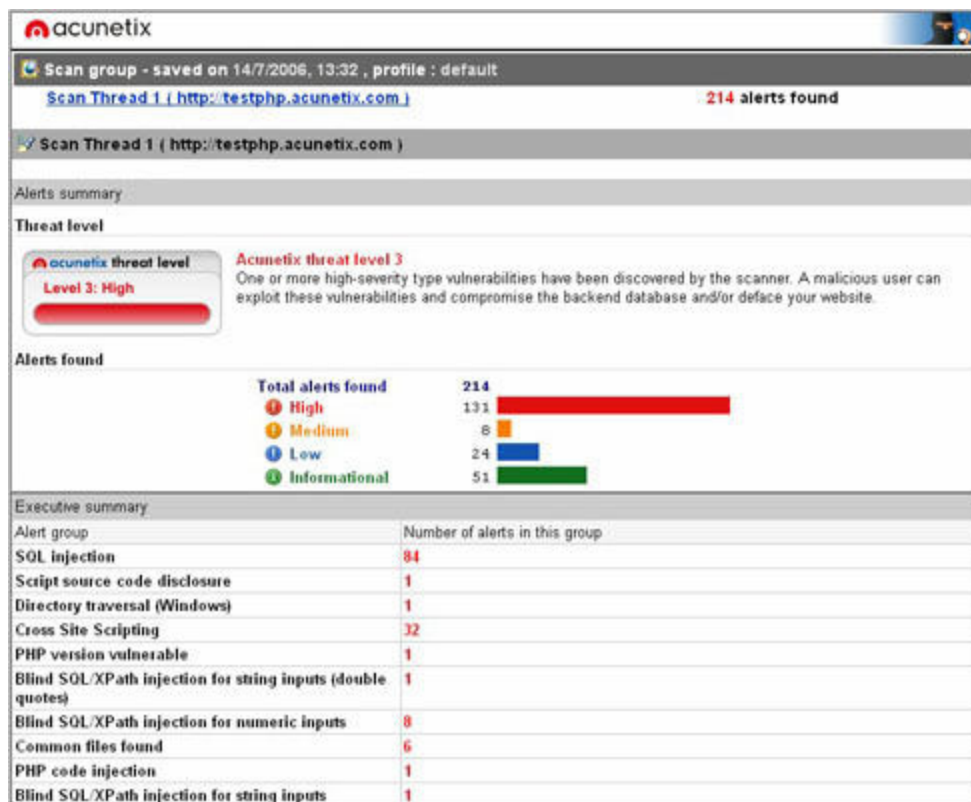 acunetix
Scan group - saved on 14/7/2006, 13:32 , profile : default
Scan Thread 1 ( http://testphp.acunetix.com )
214 alerts found
Scan Thread 1 ( http://testphp.acunetix.com )
Alerts summary
Threat level
acunetix threat level
Level 3: High
Acunetix threat level 3
One or more high-severity type vulnerabilities have been discovered by the scanner. A malicious user can
exploit these vulnerabilities and compromise the backend database and/or deface your website.
Alerts found
Total alerts found 214
High 131
Medium 8
Low 24
Informational 51
Executive summary
Alert group Number of alerts in this group
SQL injection 84
Script source code disclosure 1
Directory traversal (Windows) 1
Cross Site Scripting 32
PHP version vulnerable 1
Blind SQL/XPath injection for string inputs (double 1
quotes)
Blind SQL/XPath injection for numeric inputs 8
Common files found 6
PHP code injection 1
Blind SQL/XPath injection for string inputs 1